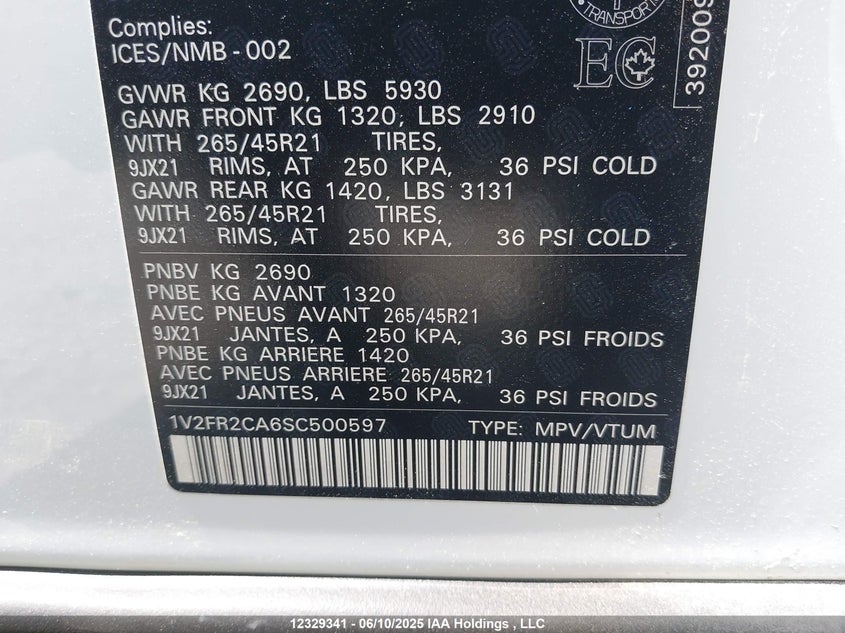 Complies:
ICES/NMB-002
TRANSPORT
EC
392009
GVWR KG 2690, LBS 5930
GAWR FRONT KG 1320, LBS 2910
WITH 265/45R21 TIRES,
9JX21 RIMS, AT 250 KPA, 36 PSI COLD
GAWR REAR KG 1420, LBS 3131
WITH 265/45R21 TIRES,
9JX21 RIMS, AT 250 KPA, 36 PSI COLD
PNBV KG 2690
PNBE KG AVANT 1320
AVEC PNEUS AVANT 265/45R21
9JX21 JANTES, A 250 KPA, 36 PSI FROIDS
PNBE KG ARRIERE 1420
AVEC PNEUS ARRIERE 265/45R21
9JX21 JANTES, A 250 KPA, 36 PSI FROIDS
1V2FR2CA6SC500597 TYPE: MPV/VTUM
12329341 - 06/10/2025 IAA Holdings , LLC